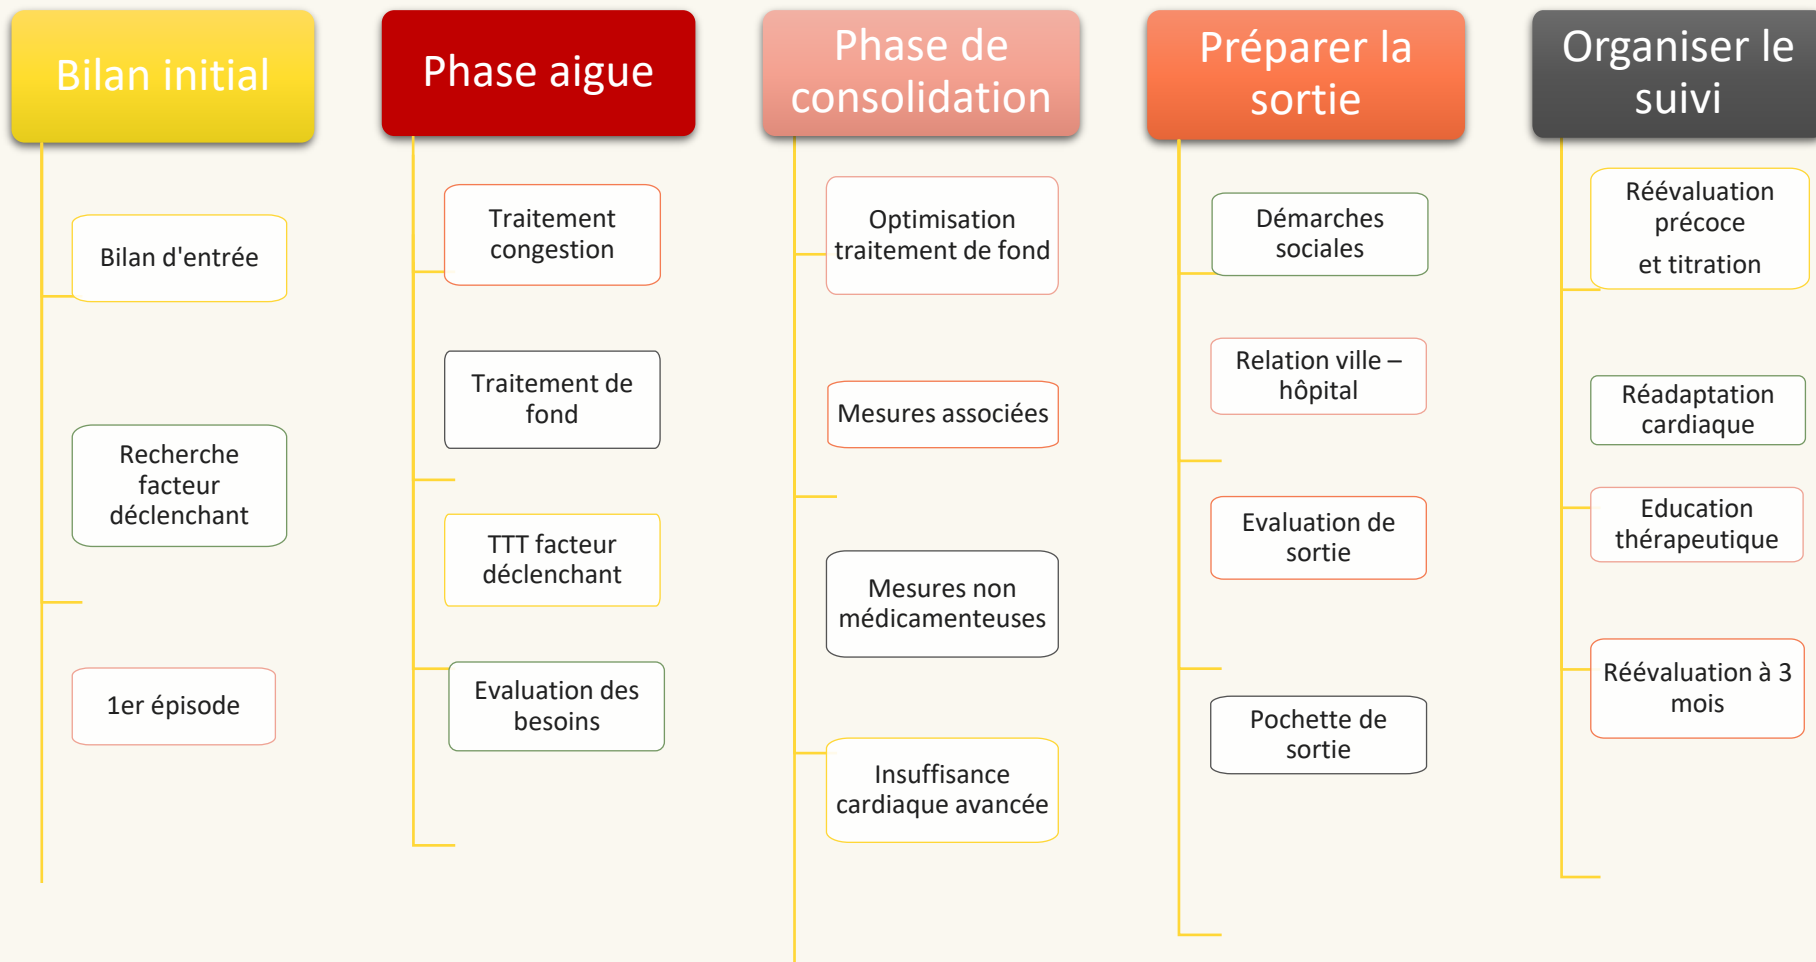 Bilan initial
Bilan d'entrée
Recherche
facteur
déclenchant
1er épisode
Phase aigue
Traitement
congestion
Traitement de
fond
TTT facteur
déclenchant
Evaluation des
besoins
Phase de
consolidation
Optimisation
traitement de fond
Mesures associées
Mesures non
médicamenteuses
Insuffisance
cardiaque avancée
Préparer la
sortie
Démarches
sociales
Relation ville –
hôpital
Evaluation de
sortie
Pochette de
sortie
Organiser le
suivi
Réévaluation
précoce
et titration
Réadaptation
cardiaque
Education
thérapeutique
Réévaluation à 3
mois